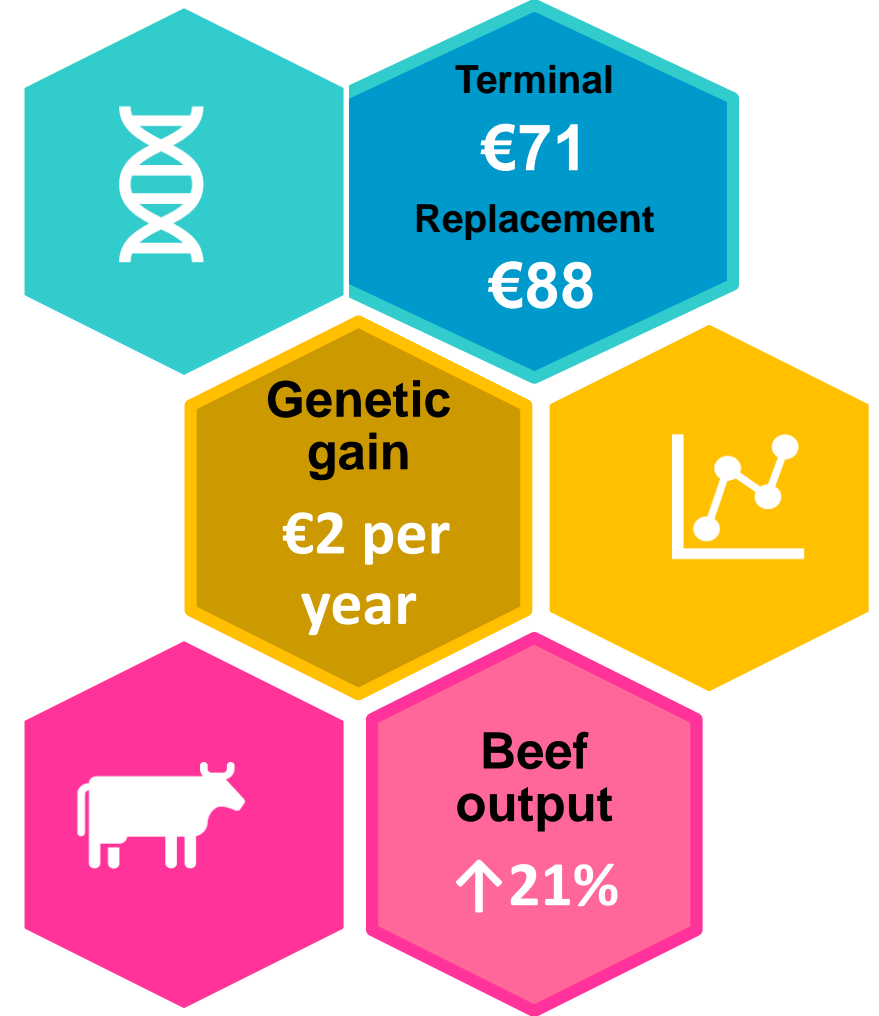 Terminal
€71
Replacement
€88
Genetic
gain
€2 per
year
Beef
output
↑21%